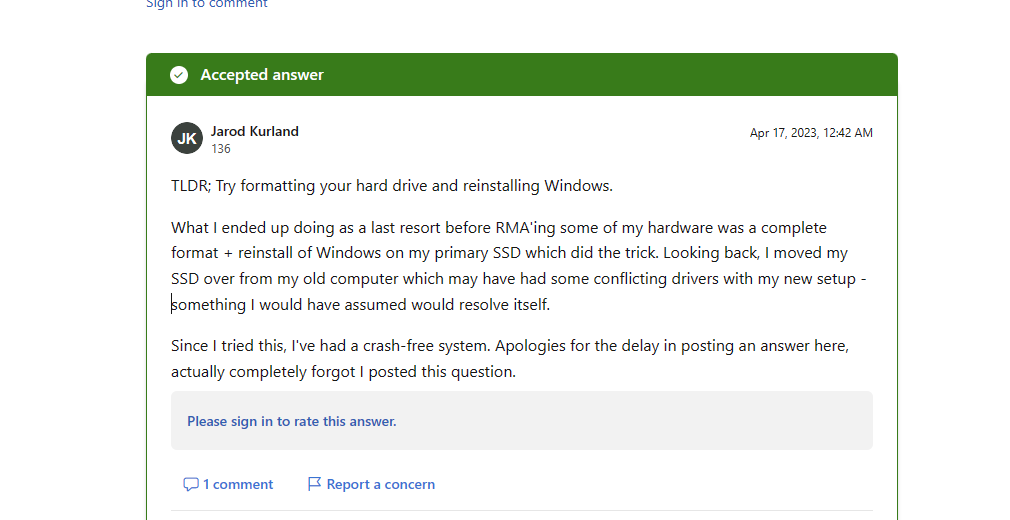 Sign in to comment
Accepted answer
JK
Jarod Kurland
136
Apr 17, 2023, 12:42 AM
TLDR; Try formatting your hard drive and reinstalling Windows.
What I ended up doing as a last resort before RMA'ing some of my hardware was a complete
format + reinstall of Windows on my primary SSD which did the trick. Looking back, I moved my
SSD over from my old computer which may have had some conflicting drivers with my new setup -
something I would have assumed would resolve itself.
Since I tried this, I've had a crash-free system. Apologies for the delay in posting an answer here,
actually completely forgot I posted this question.
Please sign in to rate this answer.
1 comment
Report a concern